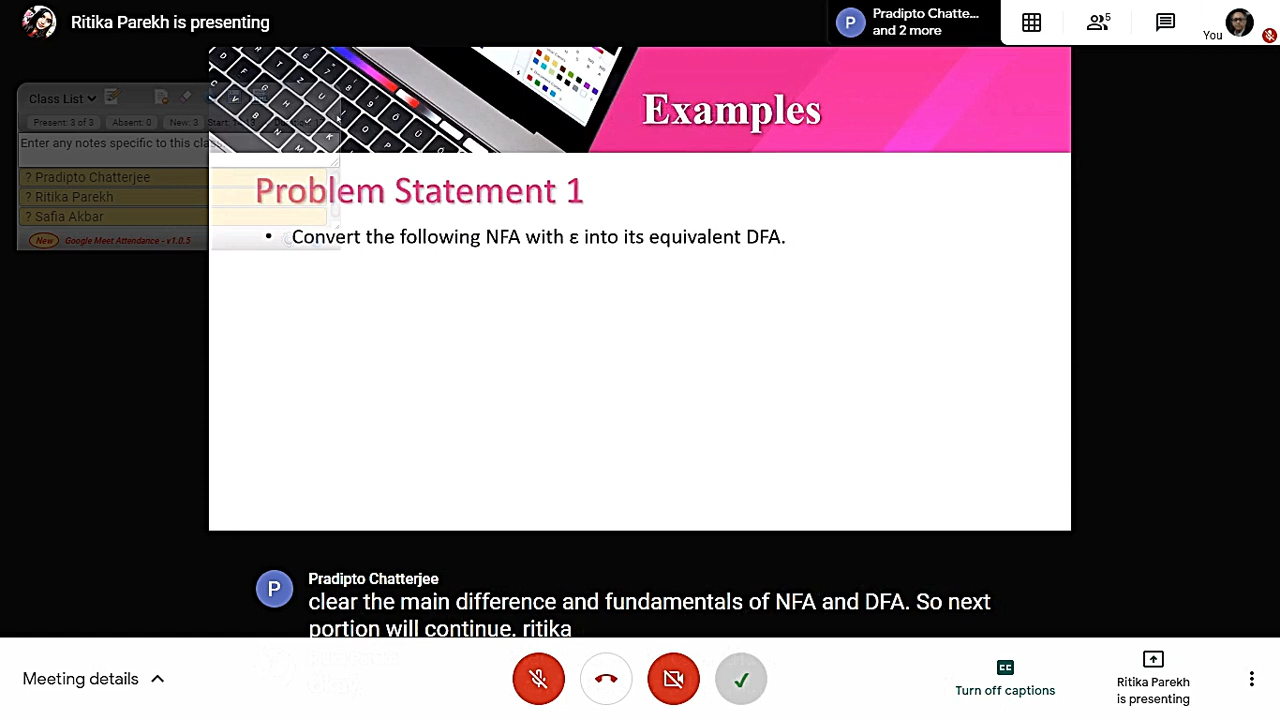 Ritika Parekh is presenting
P
Pradipto Chatte...
and 2 more
5
You
Examples
Class List
Present: 3 of 3
Absent: 0
New: 3
Start:
Enter any notes specific to this clas
? Pradipto Chatterjee
? Ritika Parekh
? Safia Akbar
New
Google Meet Attendance - v1.0.5
Problem Statement 1
• Convert the following NFA with ε into its equivalent DFA.
P
Pradipto Chatterjee
clear the main difference and fundamentals of NFA and DFA. So next
portion will continue. ritika
Meeting details
CC
Turn off captions
Ritika Parekh
is presenting